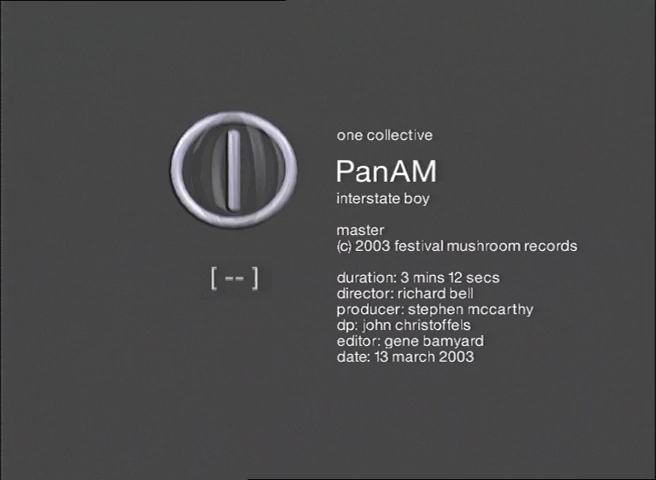 one collective
PanAM
interstate boy
master
(c) 2003 festival mushroom records
[ -- ]
duration: 3 mins 12 secs
director: richard bell
producer: stephen mccarthy
dp: john christoffels
editor: gene bamyard
date: 13 march 2003